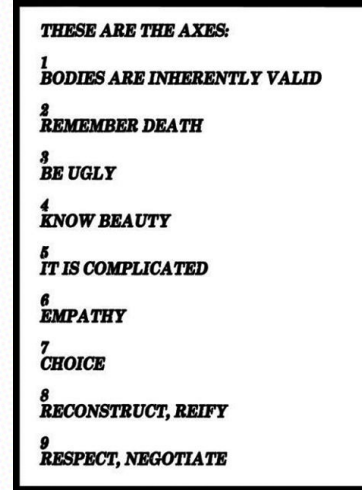 THESE ARE THE AXES:
1
BODIES ARE INHERENTLY VALID
2
REMEMBER DEATH
3
BE UGLY
4
KNOW BEAUTY
5
IT IS COMPLICATED
6
EMPATHY
7
CHOICE
8
RECONSTRUCT, REIFY
9
RESPECT, NEGOTIATE